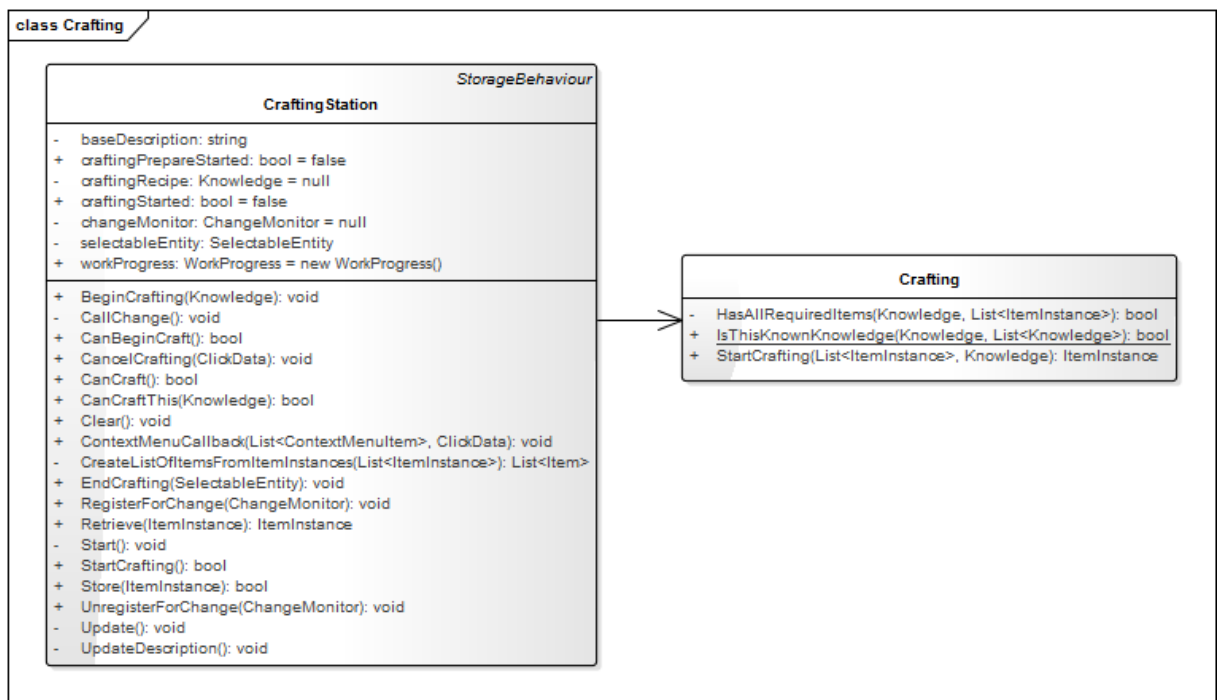 class Crafting
StorageBehaviour
CraftingStation
- baseDescription: string
+ craftingPrepareStarted: bool = false
- craftingRecipe: Knowledge = null
+ craftingStarted: bool = false
- changeMonitor: ChangeMonitor = null
- selectableEntity: SelectableEntity
+ workProgress: WorkProgress = new WorkProgress()
+ BeginCrafting(Knowledge): void
- CallChange(): void
+ CanBeginCraft(): bool
+ CancelCrafting(ClickData): void
+ CanCraft(): bool
+ CanCraftThis(Knowledge): bool
+ Clear(): void
+ ContextMenuCallback(List<ContextMenuItem>, ClickData): void
- CreateListOfItemsFromItemInstances(List<ItemInstance>): List<Item>
+ EndCrafting(SelectableEntity): void
+ RegisterForChange(ChangeMonitor): void
+ Retrieve(ItemInstance): ItemInstance
- Start(): void
+ StartCrafting(): bool
+ Store(ItemInstance): bool
+ UnregisterForChange(ChangeMonitor): void
- Update(): void
- UpdateDescription(): void
Crafting
- HasAllRequiredItems(Knowledge, List<ItemInstance>): bool
+ IsThisKnownKnowledge(Knowledge, List<Knowledge>): bool
+ StartCrafting(List<ItemInstance>, Knowledge): ItemInstance